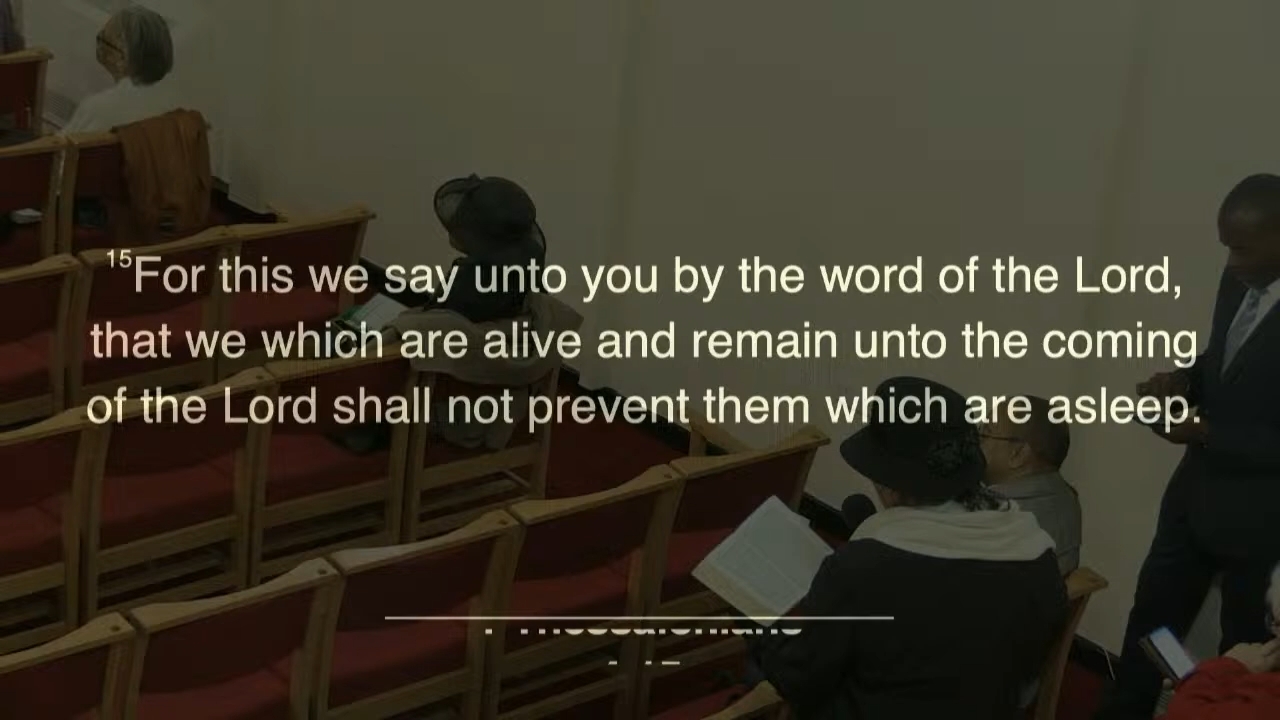 15For this we say unto you by the word of the Lord,
that we which are alive and remain unto the coming
of the Lord shall not prevent them which are asleep.